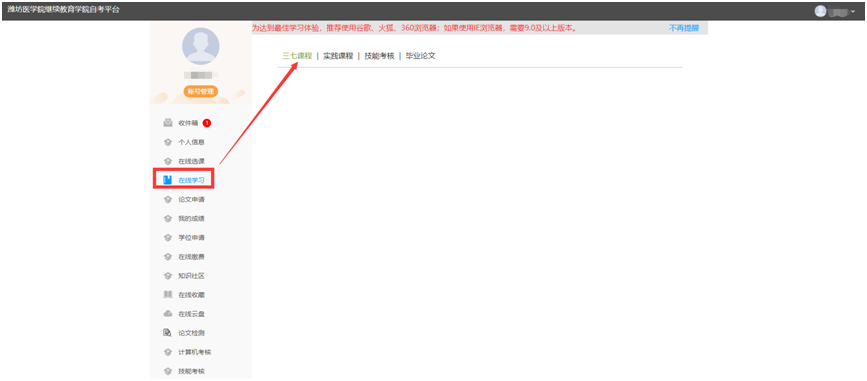 潍坊医学院继续教育学院自考平台
为达到最佳学习体验，推荐使用谷歌、火狐、360浏览器；如果使用IE浏览器，需要9.0及以上版本。 不再提醒
三七课程 | 实践课程 | 技能考核 | 毕业论文
账号管理
收件箱 1
个人信息
在线选课
在线学习
论文申请
我的成绩
学位申请
在线缴费
知识社区
在线收藏
在线云盘
论文检测
计算机考核
技能考核